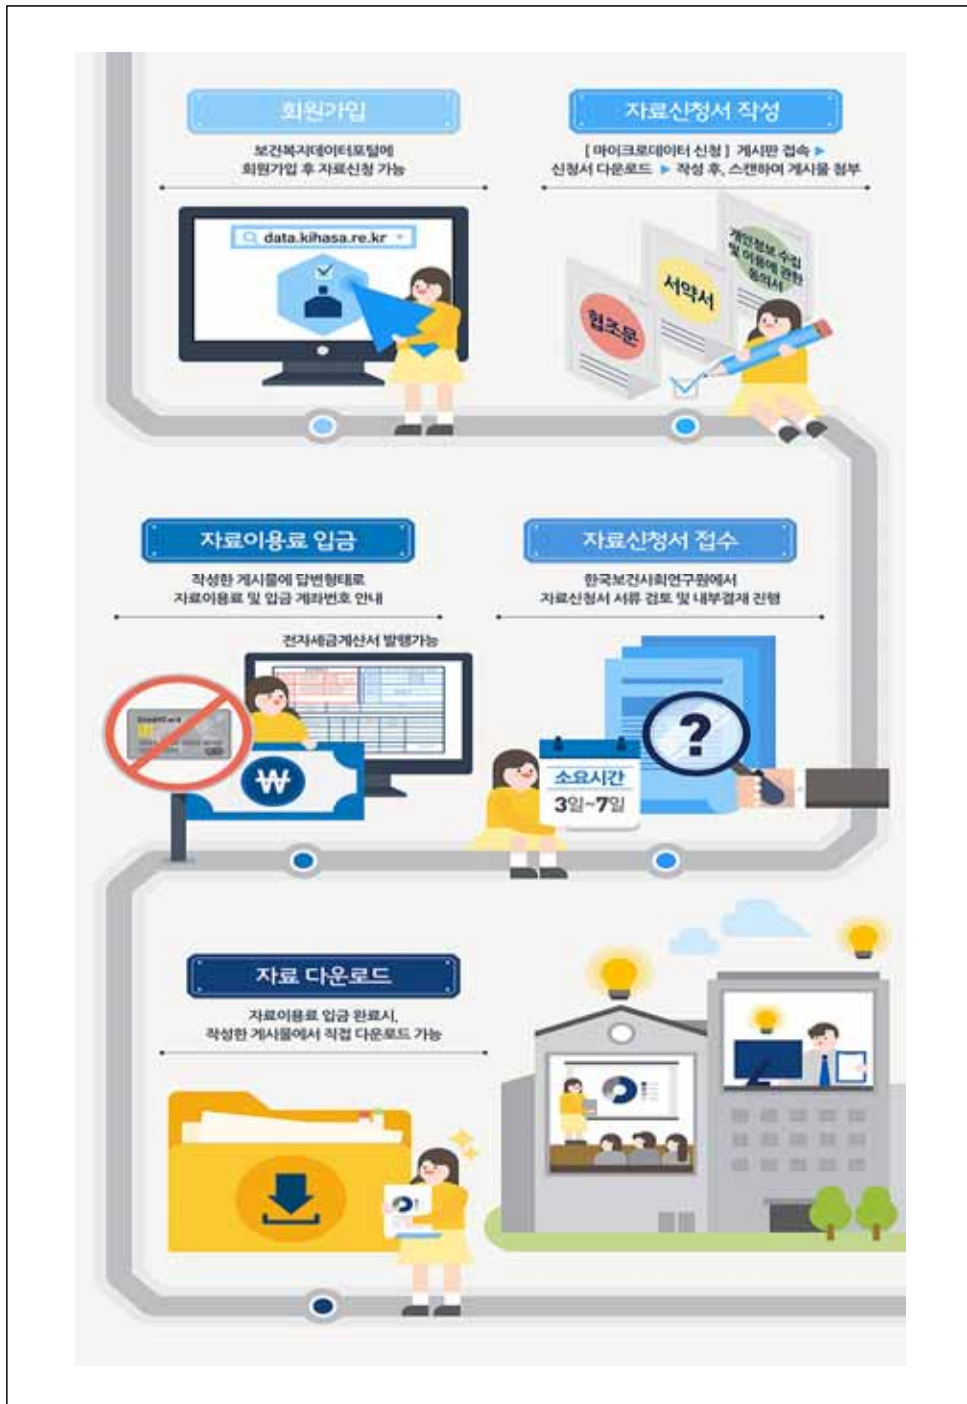 회원가입
보건복지데이터포털에
회원가입 후 자료신청 가능
data.kihasa.re.kr
자료신청서 작성
[ 마이크로데이터 신청 ] 게시판 접속 ▶
신청서 다운로드 ▶ 작성 후, 스캔하여 게시물 첨부
협조문
서약서
개인정보 수집
및 이용에 관한
동의서
자료신청서 접수
한국보건사회연구원에서
자료신청서 서류 검토 및 내부결재 진행
?
소요시간
3일~7일
자료이용료 입금
작성한 게시물에 답변형태로
자료이용료 및 입금 계좌번호 안내
전자세금계산서 발행가능
CreditCard
₩
자료 다운로드
자료이용료 입금 완료시,
작성한 게시물에서 직접 다운로드 가능